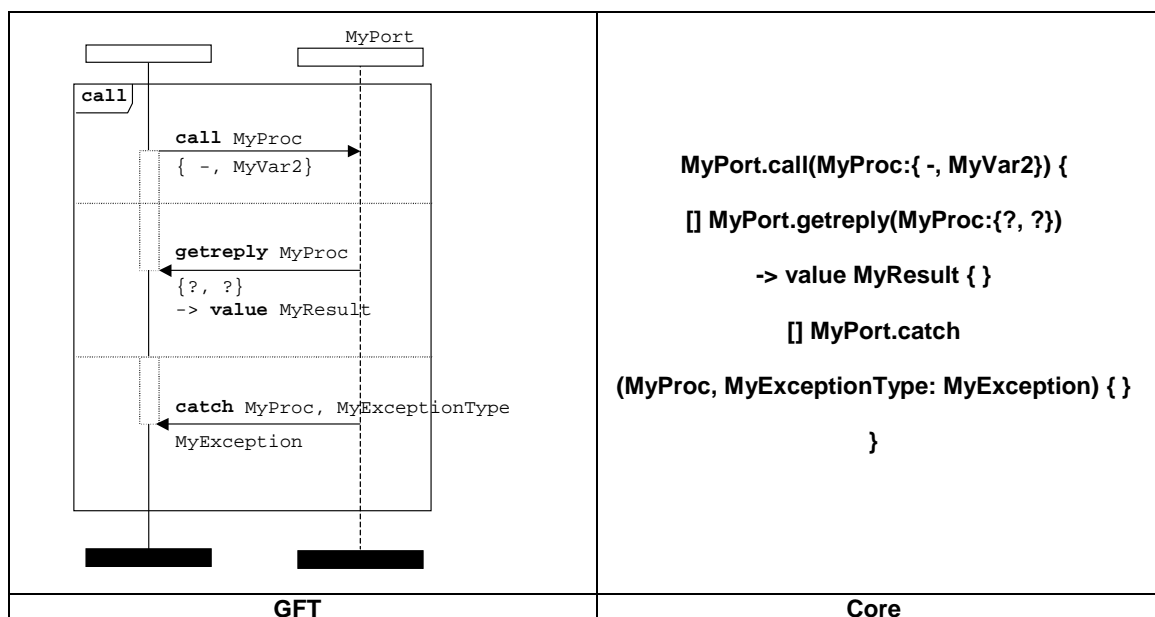 MyPort
call
call MyProc
{ -, MyVar2}
getreply MyProc
{?, ?}
-> value MyResult
catch MyProc, MyExceptionType
MyException
MyPort.call(MyProc:{ -, MyVar2}) {
[] MyPort.getreply(MyProc:{?, ?})
-> value MyResult { }
[] MyPort.catch
(MyProc, MyExceptionType: MyException) { }
}
GFT
Core